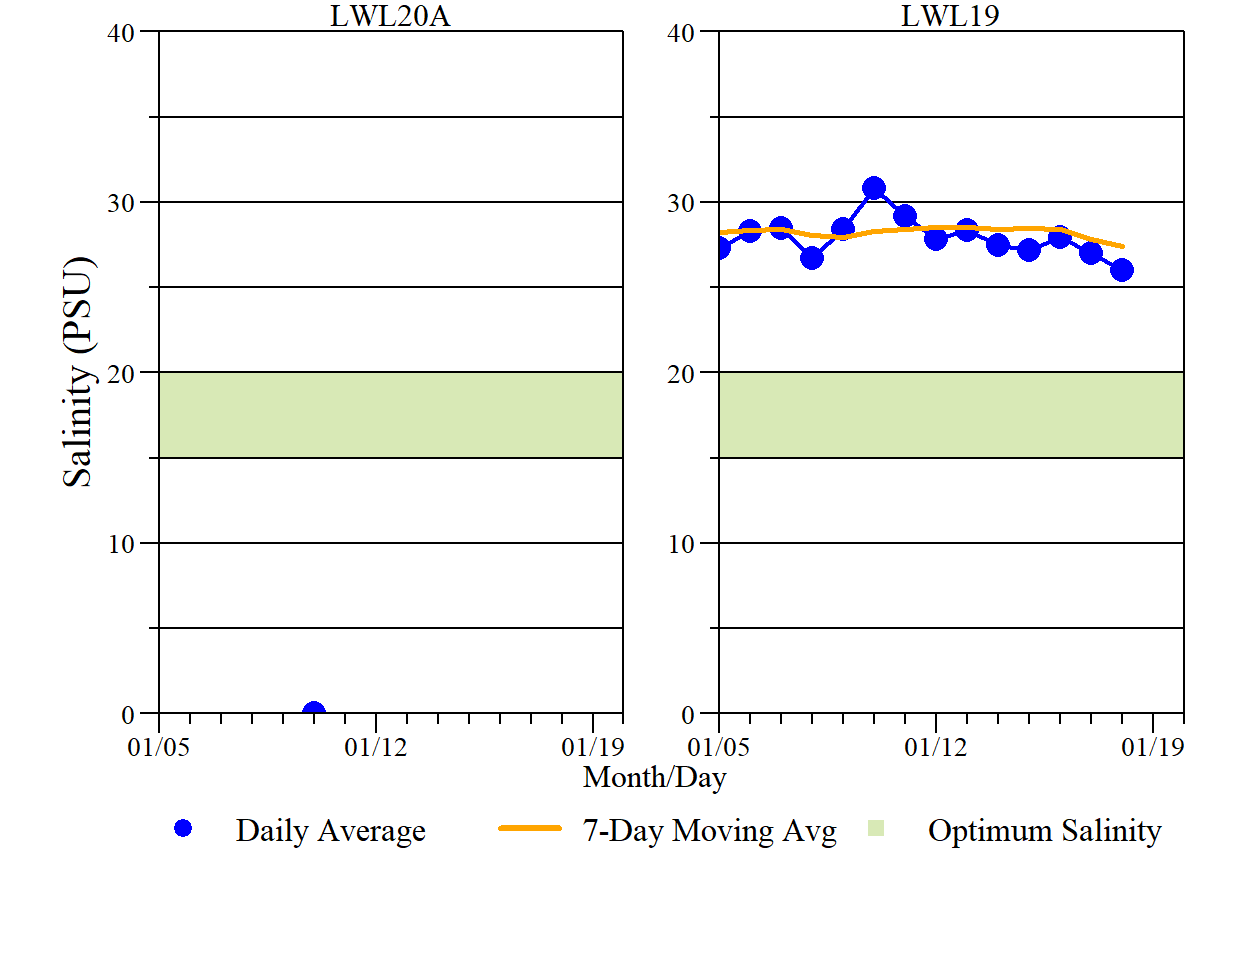 LWL20A LWL19
40 40
30 30
20 20
10 10
0 0
Salinity (PSU)
01/05 01/12 01/19 01/05 01/12 01/19
Month/Day
Daily Average 7-Day Moving Avg Optimum Salinity